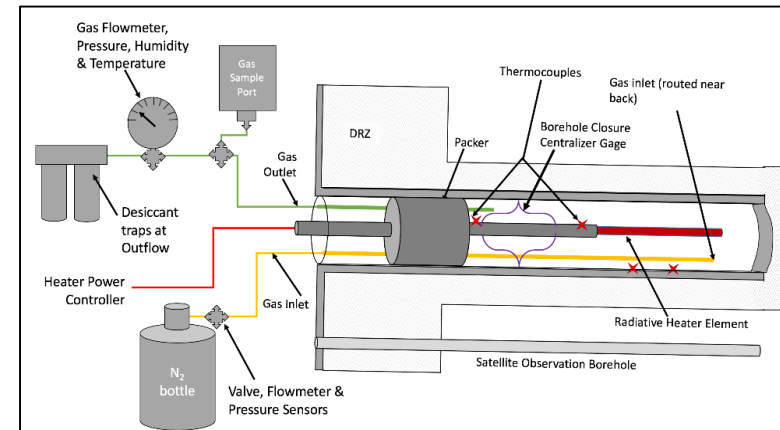 Gas Flowmeter,
Pressure, Humidity
& Temperature
Gas
Sample
Port
Thermocouples
Gas inlet (routed near
back)
DRZ
Packer
Borehole Closure
Centralizer Gage
Gas
Outlet
Desiccant
traps at
Outflow
Heater Power
Controller
Gas Inlet
Radiative Heater Element
N2
bottle
Valve, Flowmeter &
Pressure Sensors
Satellite Observation Borehole